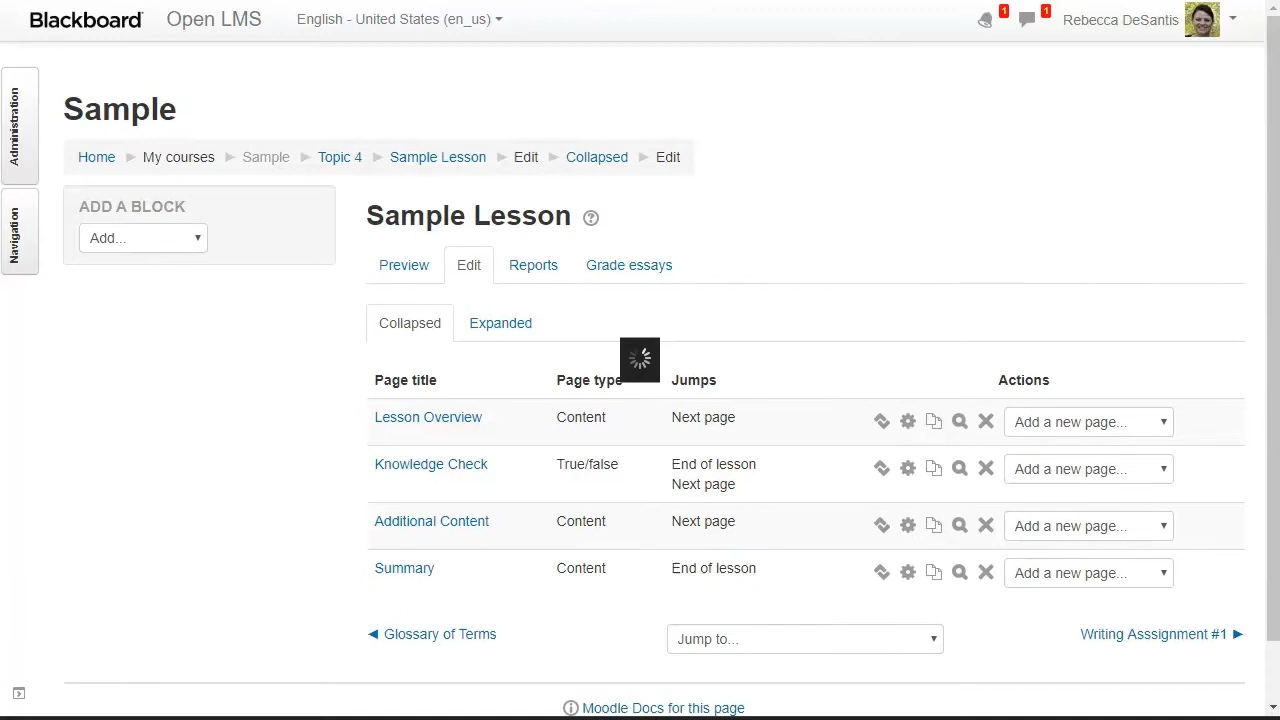 Blackboard Open LMS English - United States (en_us) 1 1 Rebecca DeSantis
Administration
Navigation
Sample
Home My courses Sample Topic 4 Sample Lesson Edit Collapsed Edit
ADD A BLOCK
Add...
Sample Lesson
Preview Edit Reports Grade essays
Collapsed Expanded
Page title Page type Jumps Actions
Lesson Overview Content Next page Add a new page...
Knowledge Check True/false End of lesson Add a new page...
Next page
Additional Content Content Next page Add a new page...
Summary Content End of lesson Add a new page...
Glossary of Terms Jump to... Writing Asssignment #1
Moodle Docs for this page